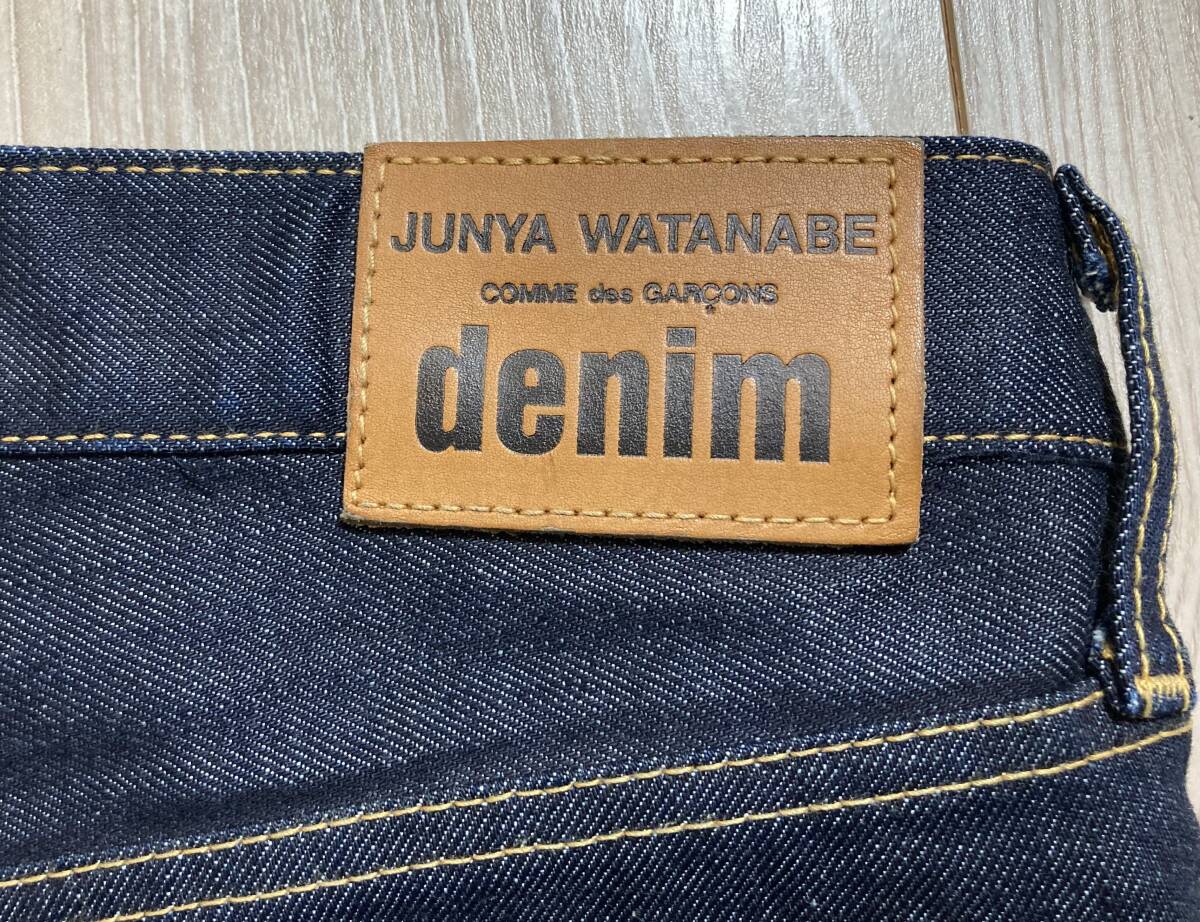 JUNYA WATANABE
COMME des GARÇONS
denim